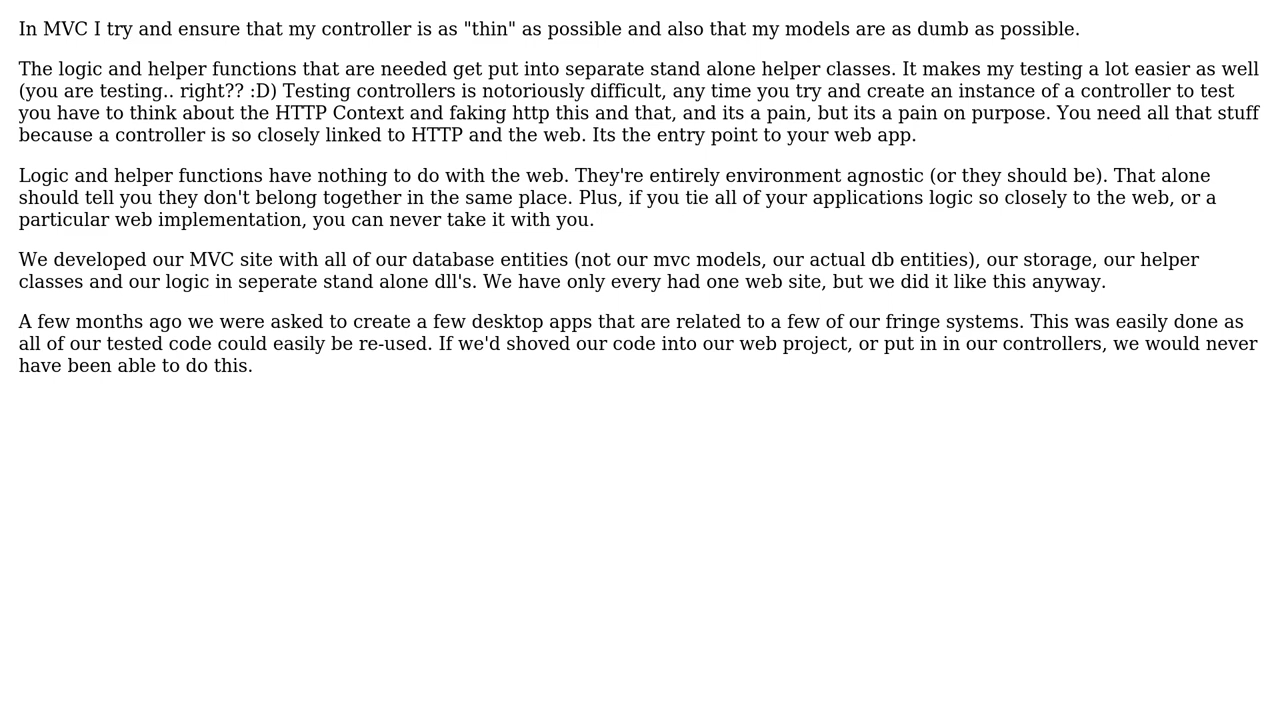 In MVC I try and ensure that my controller is as "thin" as possible and also that my models are as dumb as possible.
The logic and helper functions that are needed get put into separate stand alone helper classes. It makes my testing a lot easier as well
(you are testing.. right?? :D) Testing controllers is notoriously difficult, any time you try and create an instance of a controller to test
you have to think about the HTTP Context and faking http this and that, and its a pain, but its a pain on purpose. You need all that stuff
because a controller is so closely linked to HTTP and the web. Its the entry point to your web app.
Logic and helper functions have nothing to do with the web. They're entirely environment agnostic (or they should be). That alone
should tell you they don't belong together in the same place. Plus, if you tie all of your applications logic so closely to the web, or a
particular web implementation, you can never take it with you.
We developed our MVC site with all of our database entities (not our mvc models, our actual db entities), our storage, our helper
classes and our logic in seperate stand alone dll's. We have only every had one web site, but we did it like this anyway.
A few months ago we were asked to create a few desktop apps that are related to a few of our fringe systems. This was easily done as
all of our tested code could easily be re-used. If we'd shoved our code into our web project, or put in in our controllers, we would never
have been able to do this.